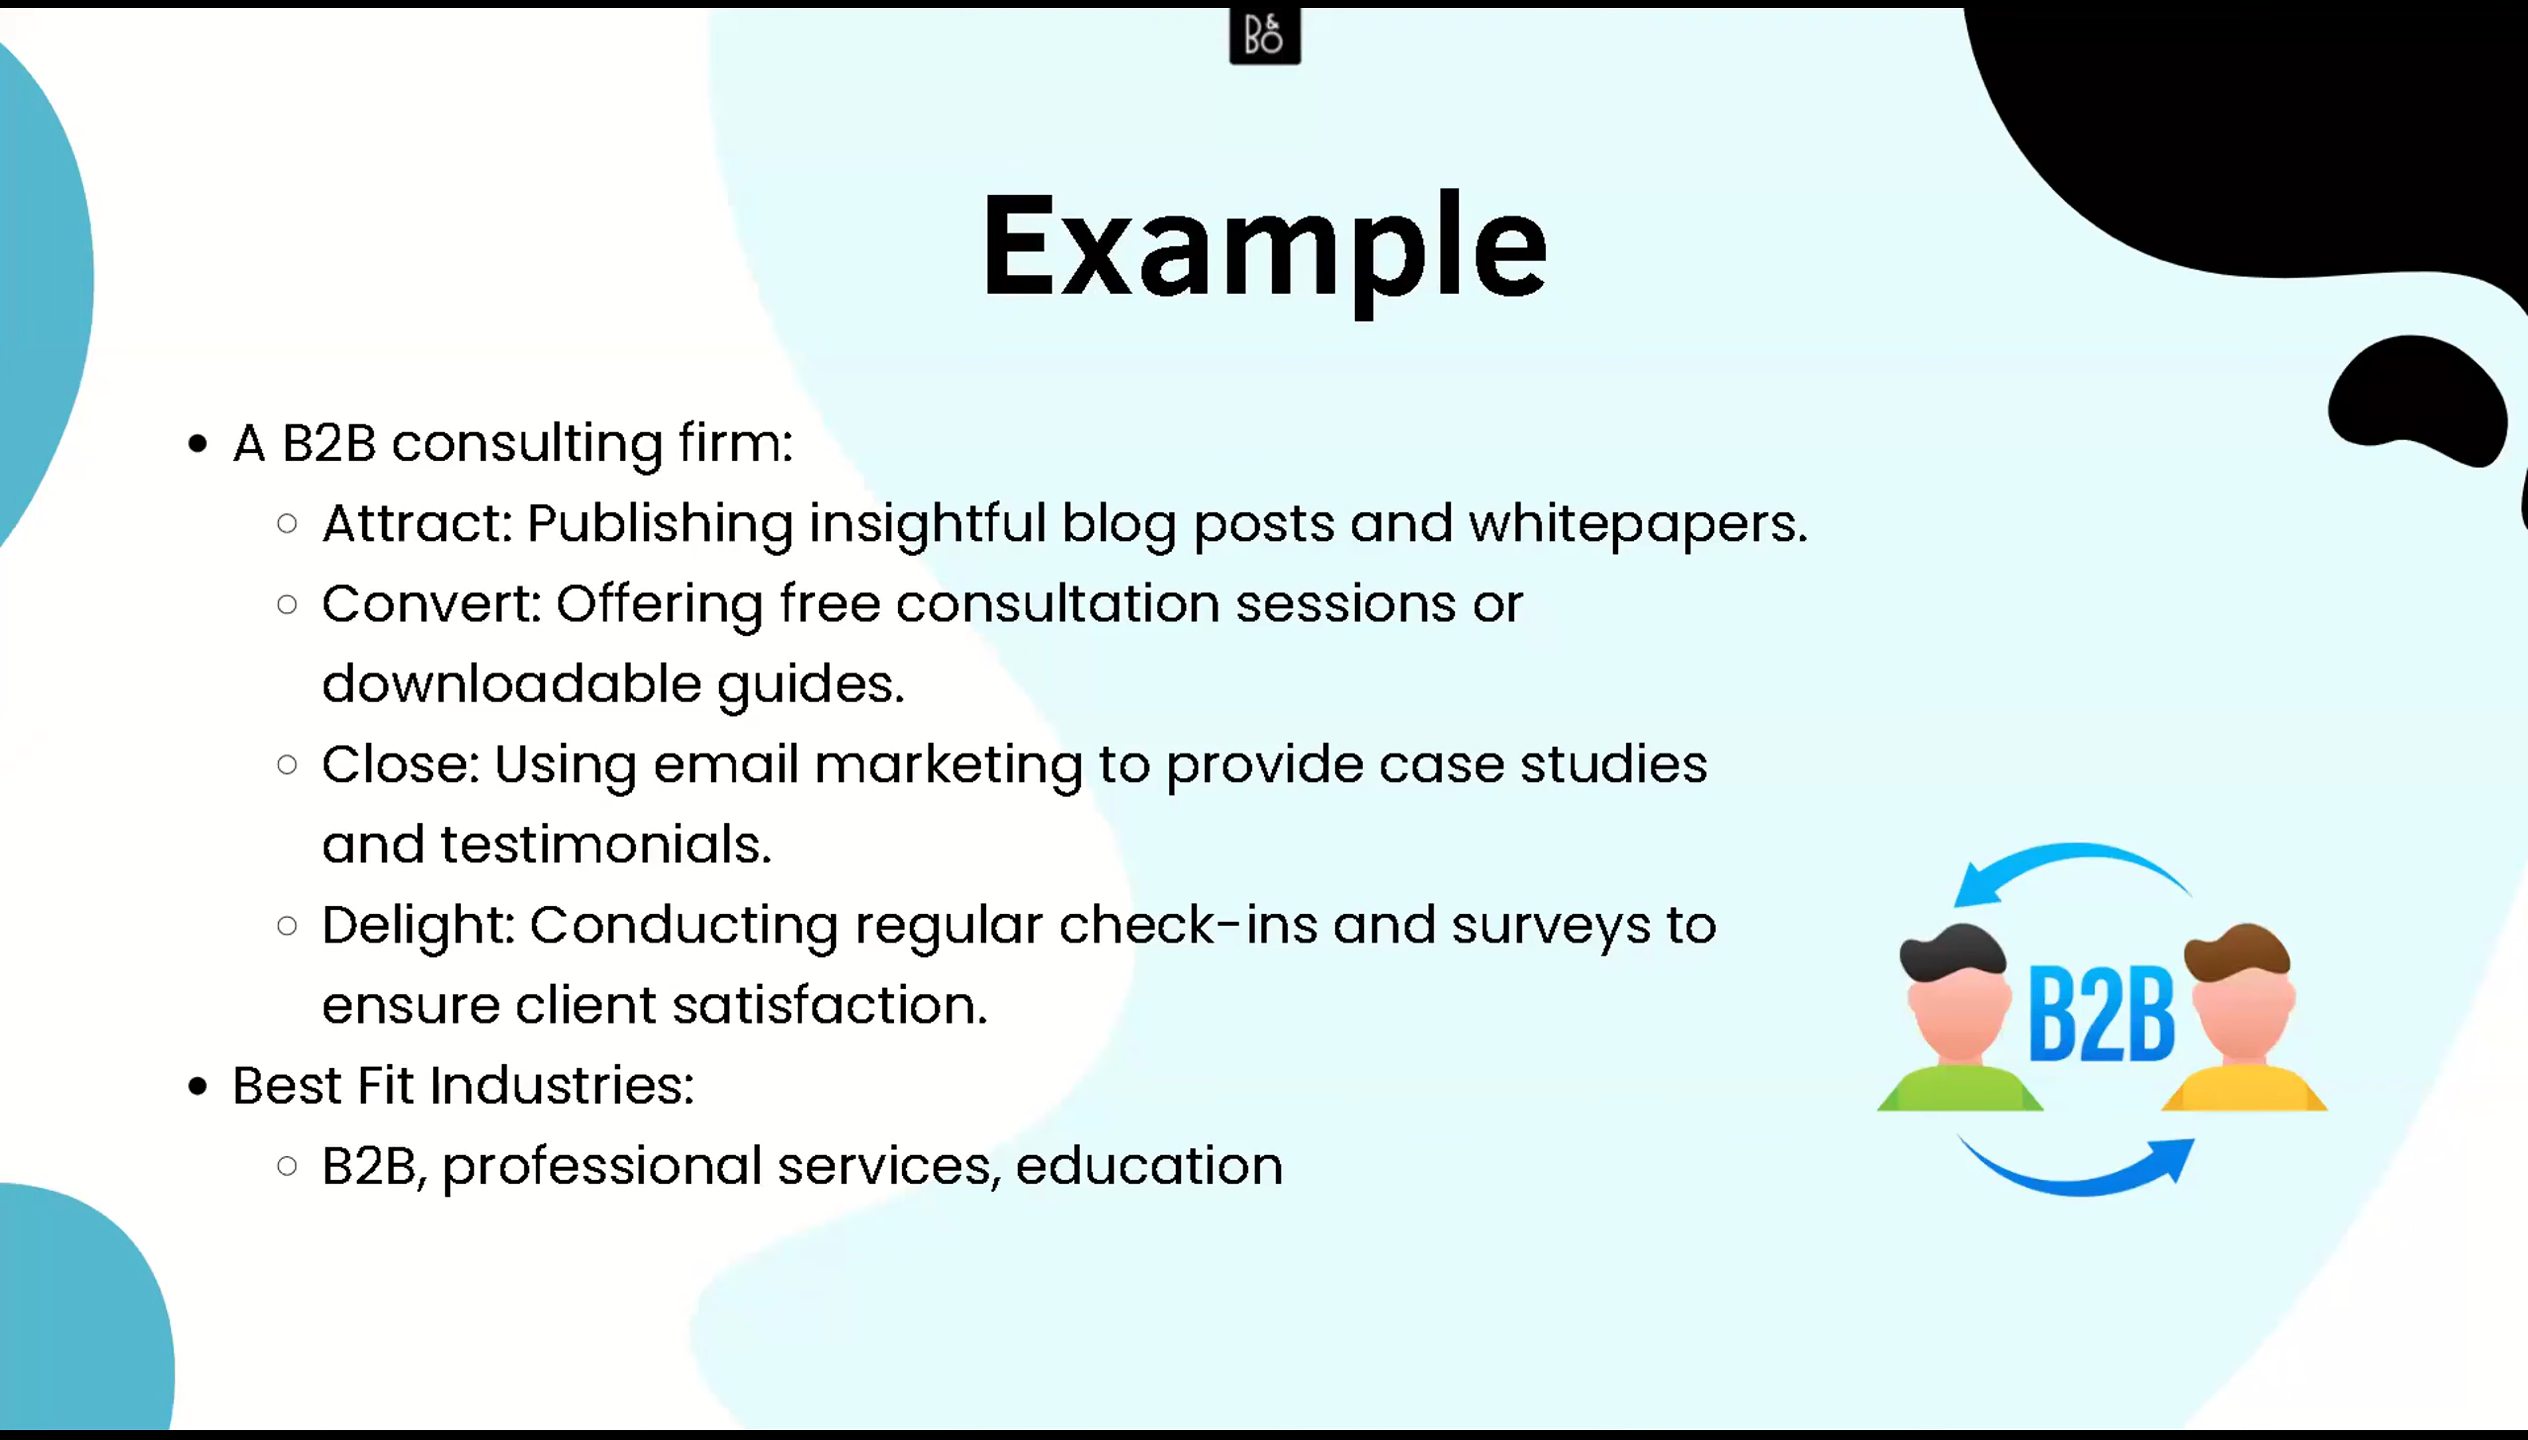 B&O
Example
• A B2B consulting firm:
○ Attract: Publishing insightful blog posts and whitepapers.
○ Convert: Offering free consultation sessions or
downloadable guides.
○ Close: Using email marketing to provide case studies
and testimonials.
○ Delight: Conducting regular check-ins and surveys to
ensure client satisfaction.
• Best Fit Industries:
○ B2B, professional services, education
B2B